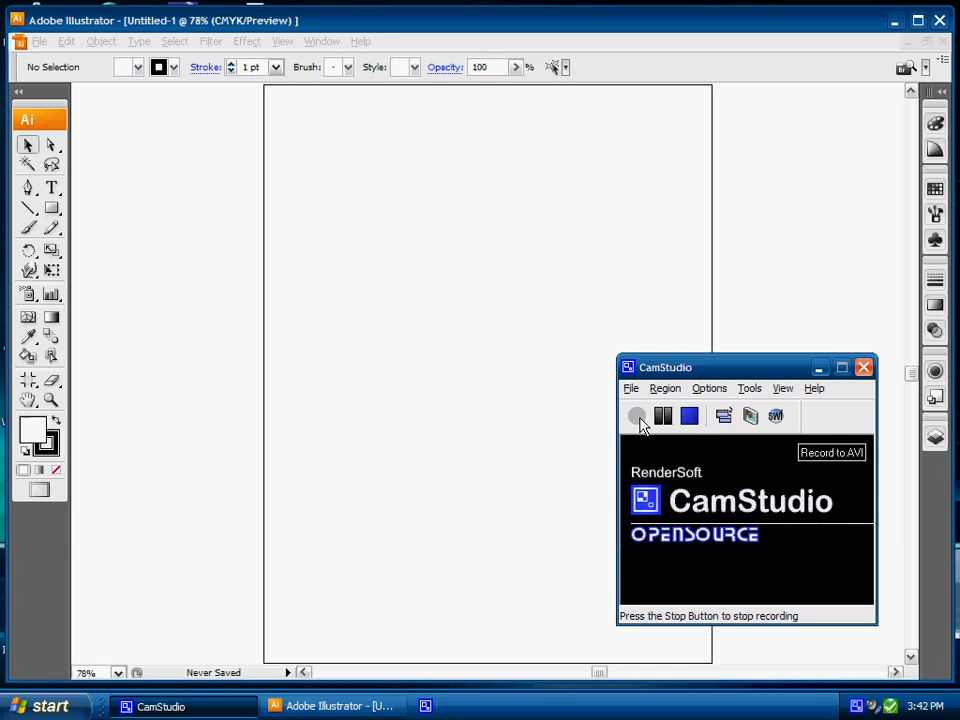 Adobe Illustrator - [Untitled-1 @ 78% (CMYK/Preview) ]
File Edit Object Type Select Filter Effect View Window Help
No Selection Stroke: 1 pt Brush: Style: Opacity: 100 %
Ai
CamStudio
File Region Options Tools View Help
Record to AVI
RenderSoft
CamStudio
OPENSOURCE
Press the Stop Button to stop recording
78% Never Saved
start CamStudio Adobe Illustrator - [U... 3:42 PM